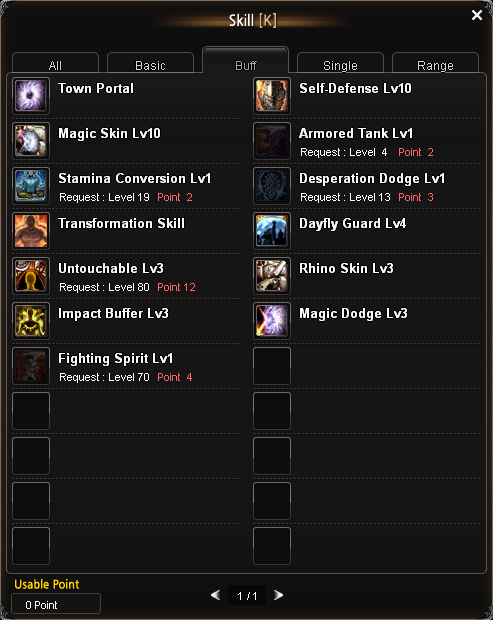 Skill [K]
All Basic Buff Single Range
Town Portal
Self-Defense Lv10
Magic Skin Lv10
Armored Tank Lv1
Request : Level 4 Point 2
Stamina Conversion Lv1
Request : Level 19 Point 2
Desperation Dodge Lv1
Request : Level 13 Point 3
Transformation Skill
Dayfly Guard Lv4
Untouchable Lv3
Request : Level 80 Point 12
Rhino Skin Lv3
Impact Buffer Lv3
Magic Dodge Lv3
Fighting Spirit Lv1
Request : Level 70 Point 4
Usable Point
0 Point
1 / 1